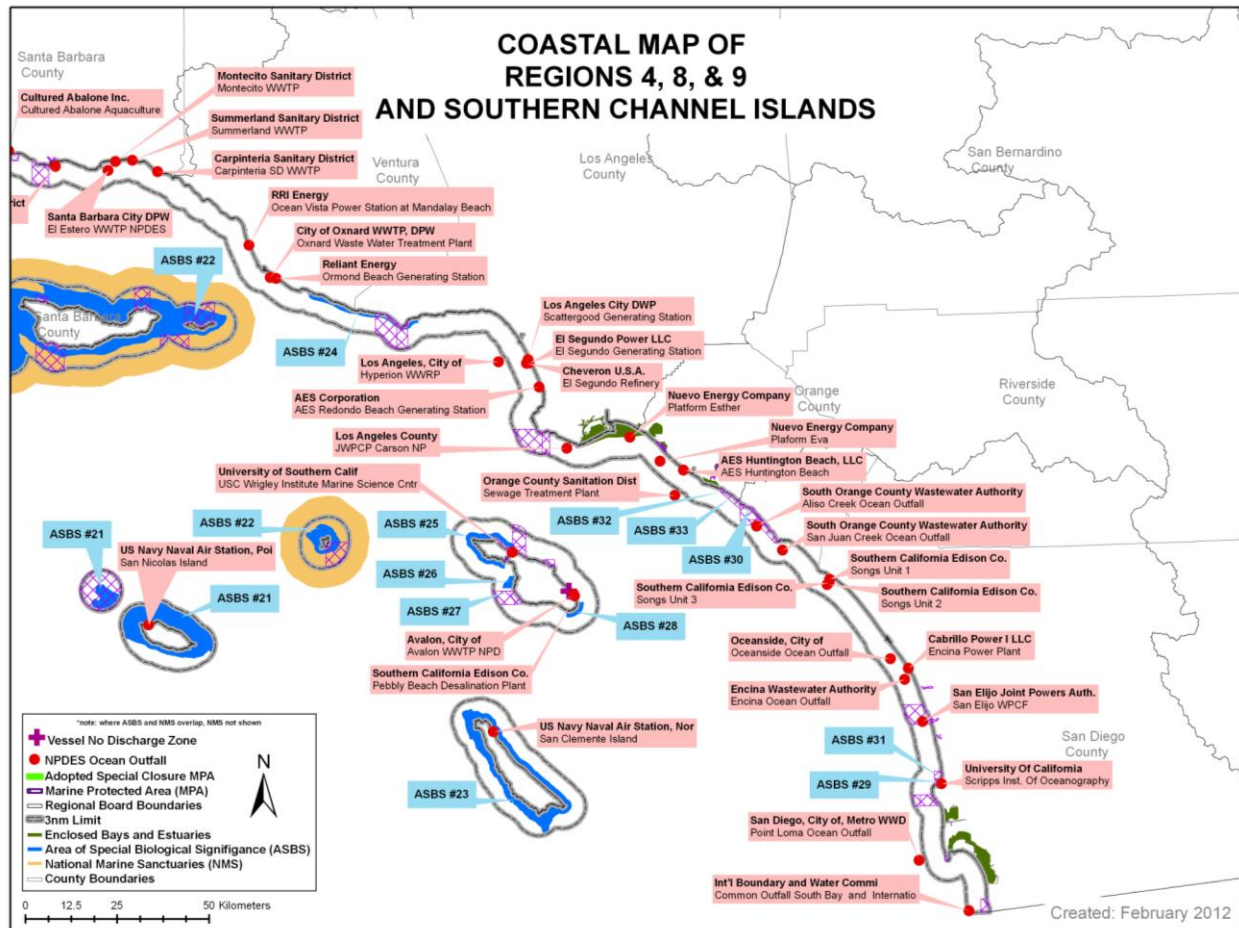 COASTAL MAP OF
REGIONS 4, 8, & 9
AND SOUTHERN CHANNEL ISLANDS
Santa Barbara
County
Cultured Abalone Inc.
Cultured Abalone Aquaculture
Montecito Sanitary District
Montecito WWTP
Summerland Sanitary District
Summerland WWTP
Carpinteria Sanitary District
Carpinteria SD WWTP
Ventura
County
Los Angeles
County
San Bernardino
County
rict
Santa Barbara City DPW
El Estero WWTP NPDES
RRI Energy
Ocean Vista Power Station at Mandalay Beach
City of Oxnard WWTP, DPW
Oxnard Waste Water Treatment Plant
Reliant Energy
Ormond Beach Generating Station
ASBS #22
Santa Barbara
County
ASBS #24
Los Angeles City DWP
Scattergood Generating Station
El Segundo Power LLC
El Segundo Generating Station
Los Angeles, City of
Hyperion WWRP
Cheveron U.S.A.
El Segundo Refinery
AES Corporation
AES Redondo Beach Generating Station
Nuevo Energy Company
Platform Esther
Orange
County
Riverside
County
Los Angeles County
JWPCP Carson NP
Nuevo Energy Company
Plaform Eva
AES Huntington Beach, LLC
AES Huntington Beach
University of Southern Calif
USC Wrigley Institute Marine Science Cntr
Orange County Sanitation Dist
Sewage Treatment Plant
South Orange County Wastewater Authority
Aliso Creek Ocean Outfall
ASBS #32
ASBS #33
ASBS #30
South Orange County Wastewater Authority
San Juan Creek Ocean Outfall
ASBS #21
US Navy Naval Air Station, Poi
San Nicolas Island
ASBS #22
ASBS #25
ASBS #26
ASBS #27
ASBS #21
ASBS #28
Southern California Edison Co.
Songs Unit 1
Southern California Edison Co.
Songs Unit 3
Southern California Edison Co.
Songs Unit 2
Avalon, City of
Avalon WWTP NPD
Southern California Edison Co.
Pebbly Beach Desalination Plant
Oceanside, City of
Oceanside Ocean Outfall
Cabrillo Power I LLC
Encina Power Plant
Encina Wastewater Authority
Encina Ocean Outfall
San Elijo Joint Powers Auth.
San Elijo WPCF
US Navy Naval Air Station, Nor
San Clemente Island
ASBS #23
ASBS #31
ASBS #29
San Diego
County
University Of California
Scripps Inst. Of Oceanography
San Diego, City of, Metro WWD
Point Loma Ocean Outfall
Int'l Boundary and Water Commi
Common Outfall South Bay and Internatio
*note: where ASBS and NMS overlap, NMS not shown
Vessel No Discharge Zone
NPDES Ocean Outfall
Adopted Special Closure MPA
Marine Protected Area (MPA)
Regional Board Boundaries
3nm Limit
Enclosed Bays and Estuaries
Area of Special Biological Signifigance (ASBS)
National Marine Sanctuaries (NMS)
County Boundaries
N
0 12.5 25 50 Kilometers
Created: February 2012